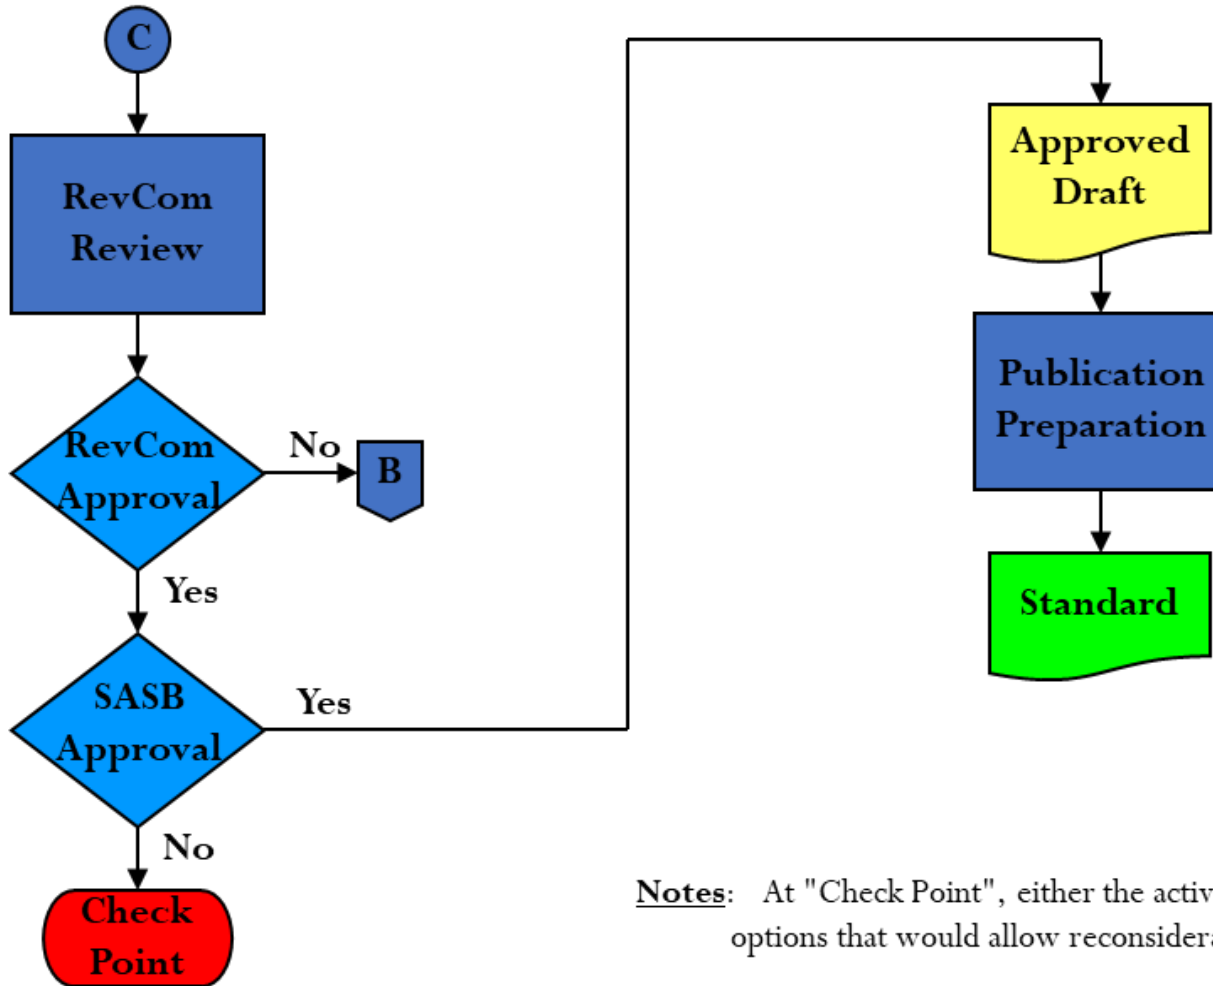 C
RevCom
Review
RevCom
Approval
No
B
Yes
SASB
Approval
Yes
No
Check
Point
Approved
Draft
Publication
Preparation
Standard
Notes: At "Check Point", either the activ
options that would allow reconsidera